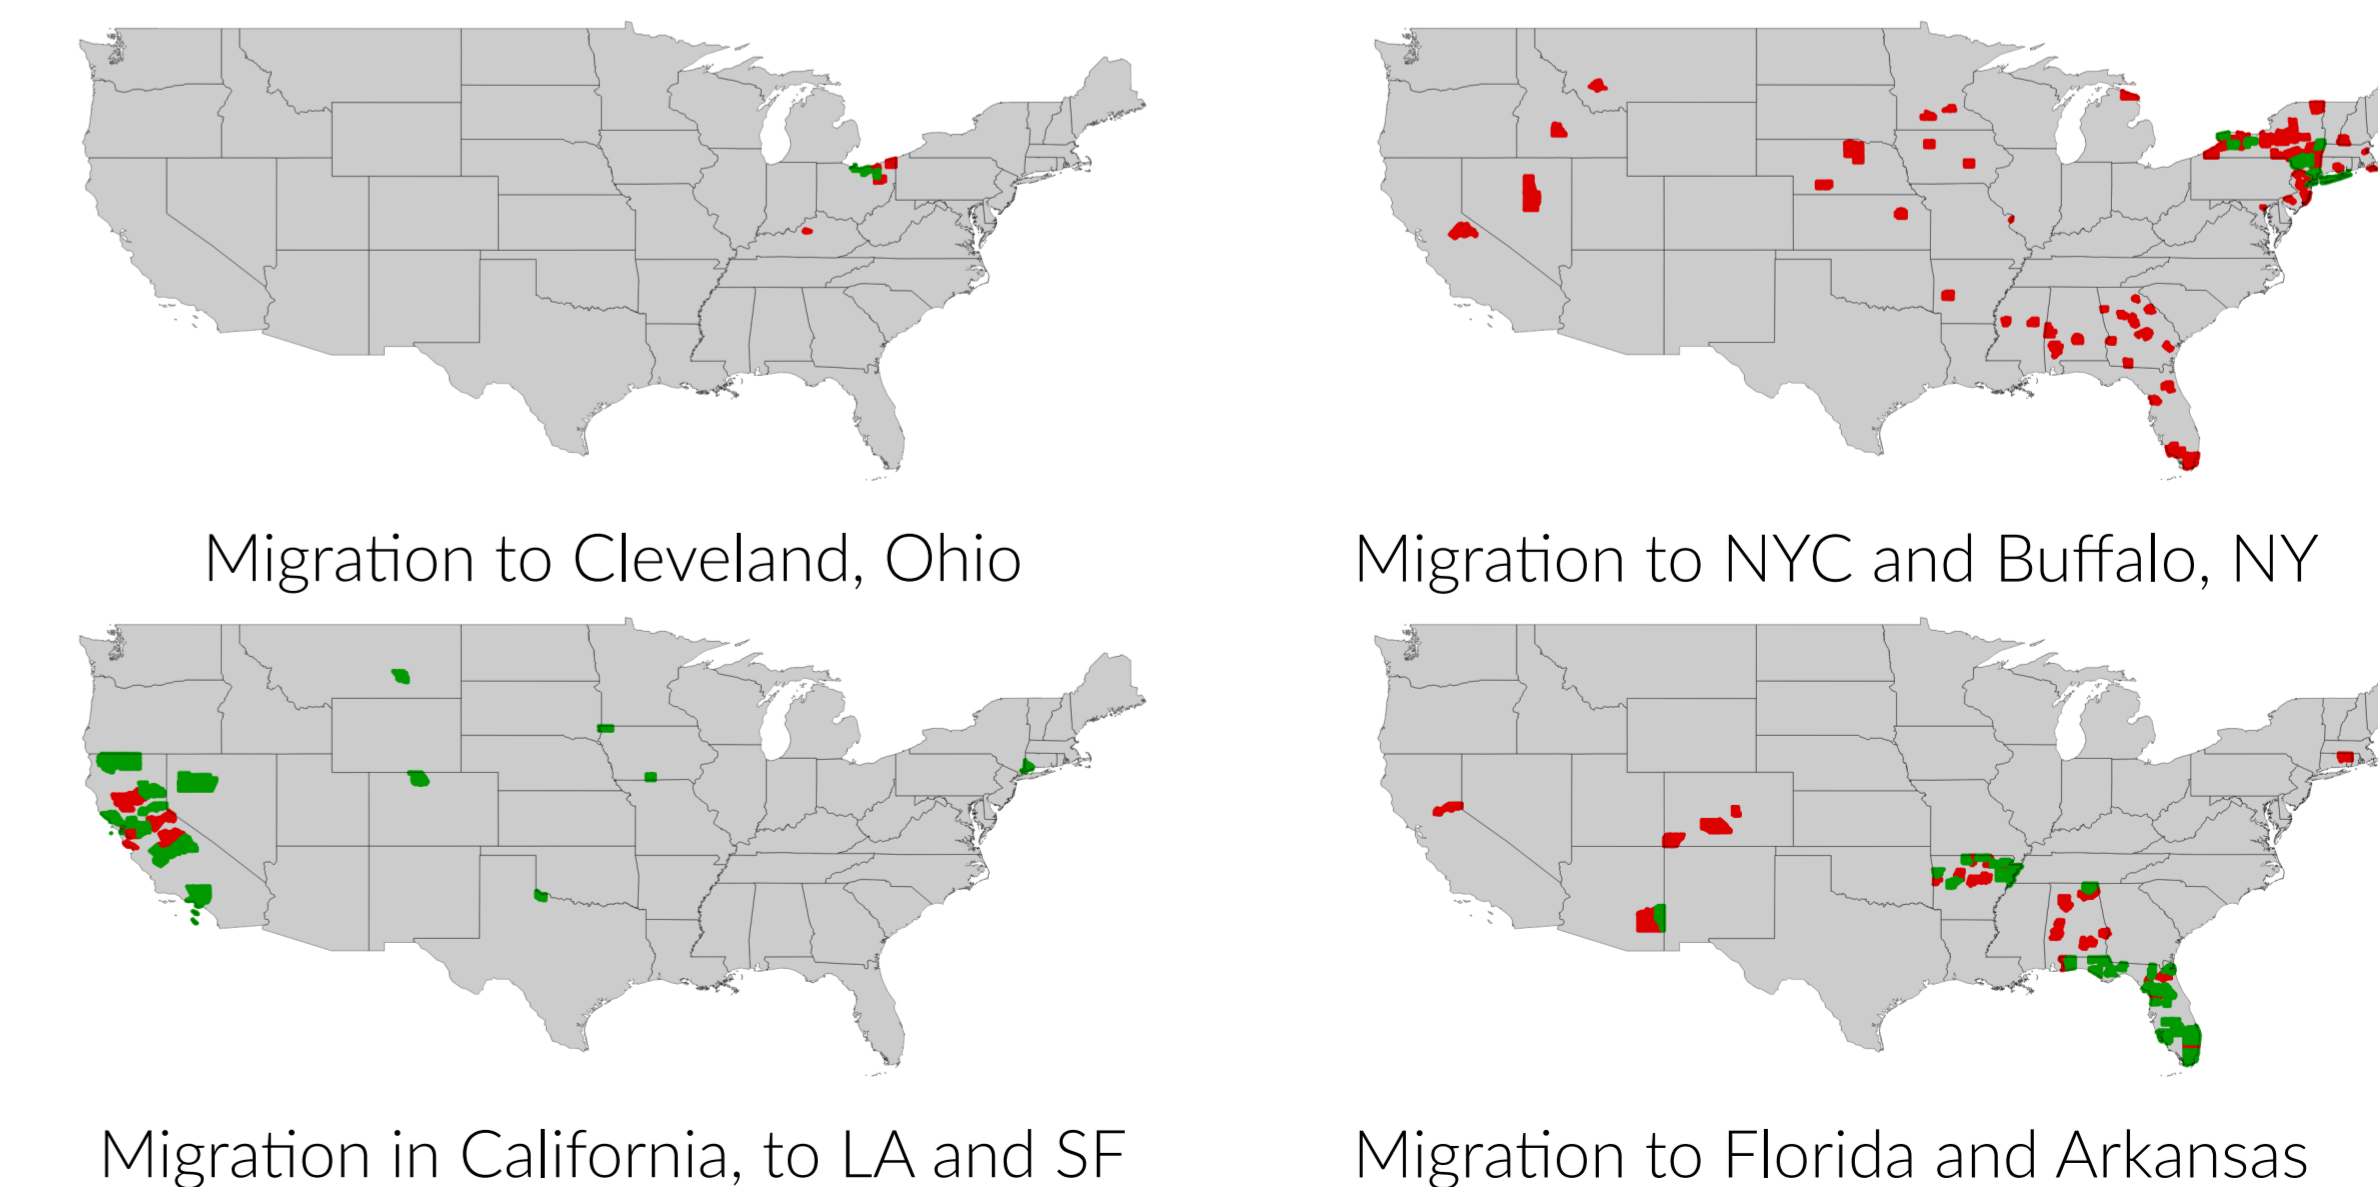 Migration to Cleveland, Ohio
Migration to NYC and Buffalo, NY
Migration in California, to LA and SF
Migration to Florida and Arkansas